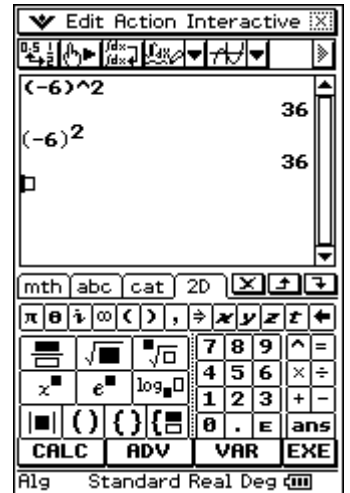 Edit Action Interactive
(-6)^2
36
(-6)²
36
mth abc cat 2D
π θ i ∞ ( ) , ⇒ x y z t ←
√■ ⁿ√□ 7 8 9 ^ =
x■ e■ log■□ 4 5 6 × ÷
1 2 3 + -
|■| () {} 0 . E ans
CALC ADV VAR EXE
Alg Standard Real Deg